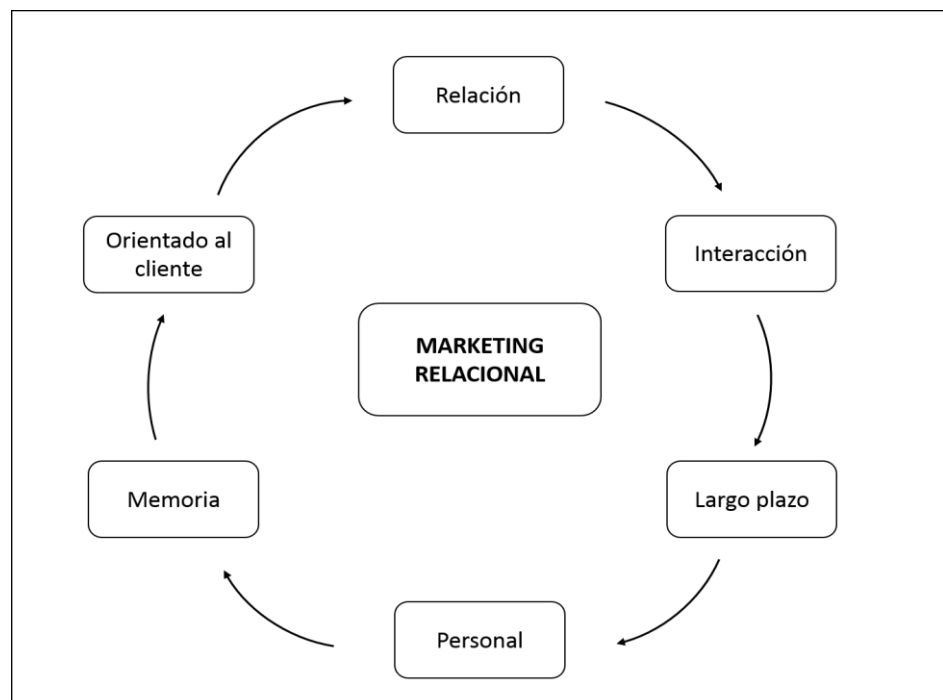 Relación
Interacción
Largo plazo
Personal
Memoria
Orientado al
cliente
MARKETING
RELACIONAL